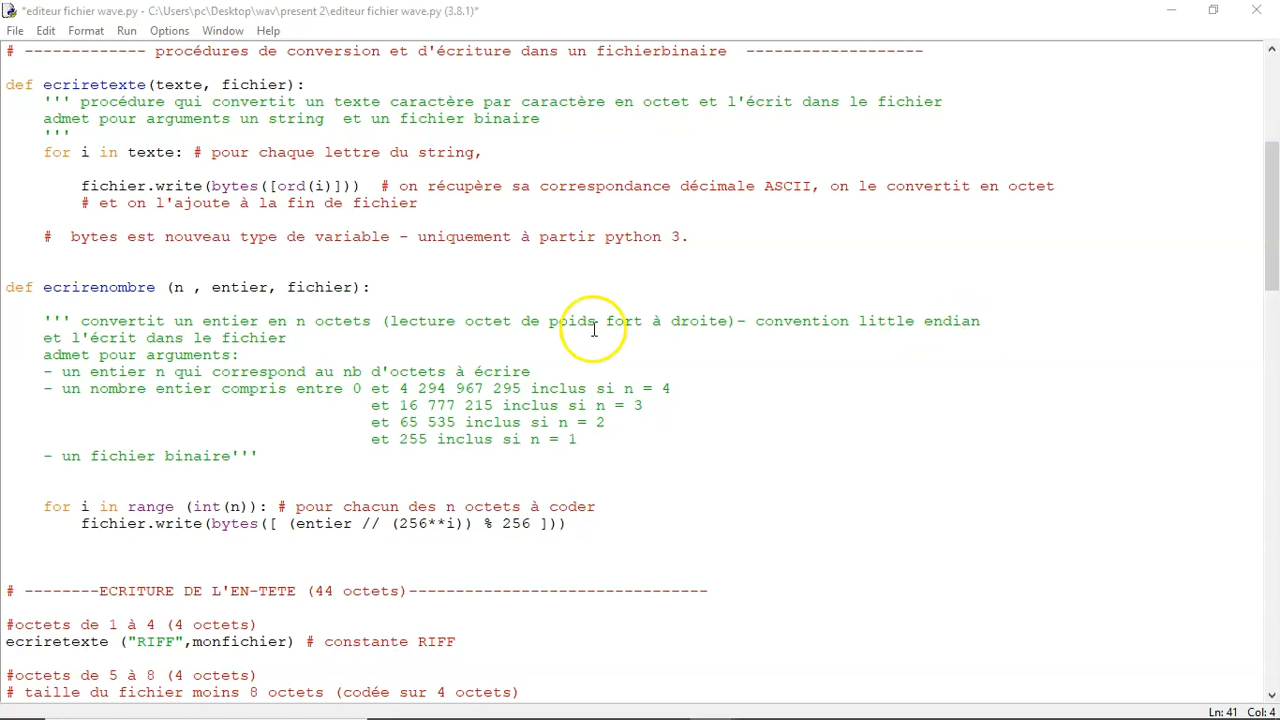 *editeur fichier wave.py - C:\Users\pc\Desktop\wav\present 2\editeur fichier wave.py (3.8.1)*
File Edit Format Run Options Window Help
# ------------- procédures de conversion et d'écriture dans un fichierbinaire -------------------
def ecriretexte(texte, fichier):
''' procédure qui convertit un texte caractère par caractère en octet et l'écrit dans le fichier
admet pour arguments un string  et un fichier binaire
'''
for i in texte: # pour chaque lettre du string,
fichier.write(bytes([ord(i)]))  # on récupère sa correspondance décimale ASCII, on le convertit en octet
# et on l'ajoute à la fin de fichier
#  bytes est nouveau type de variable - uniquement à partir python 3.
def ecrirenombre (n , entier, fichier):
''' convertit un entier en n octets (lecture octet de poids fort à droite)- convention little endian
et l'écrit dans le fichier
admet pour arguments:
- un entier n qui correspond au nb d'octets à écrire
- un nombre entier compris entre 0 et 4 294 967 295 inclus si n = 4
et 16 777 215 inclus si n = 3
et 65 535 inclus si n = 2
et 255 inclus si n = 1
- un fichier binaire'''
for i in range (int(n)): # pour chacun des n octets à coder
fichier.write(bytes([ (entier // (256**i)) % 256 ]))
# --------ECRITURE DE L'EN-TETE (44 octets)--------------------------------
#octets de 1 à 4 (4 octets)
ecriretexte ("RIFF",monfichier) # constante RIFF
#octets de 5 à 8 (4 octets)
# taille du fichier moins 8 octets (codée sur 4 octets)
Ln: 41 Col: 4